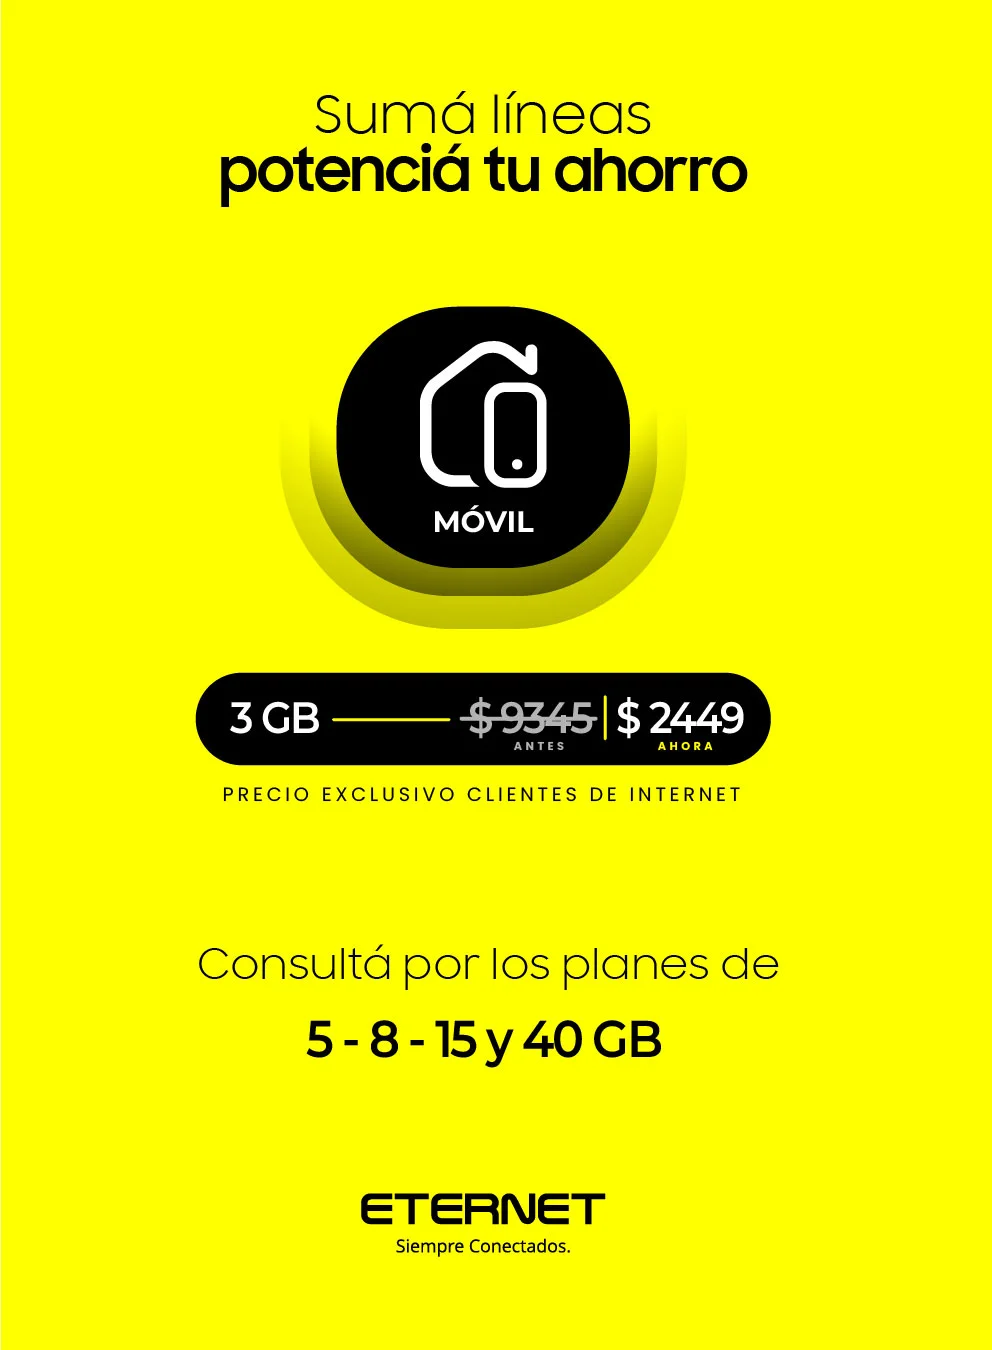 Sumá líneas
potenciá tu ahorro
MÓVIL
3 GB $ 9345 $ 2449
ANTES AHORA
PRECIO EXCLUSIVO CLIENTES DE INTERNET
Consultá por los planes de
5 - 8 - 15 y 40 GB
ETERNET
Siempre Conectados.